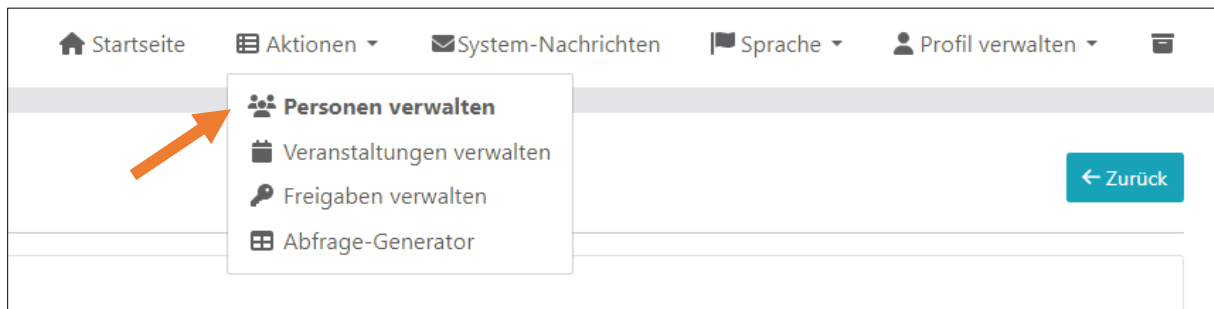 Startseite Aktionen System-Nachrichten Sprache Profil verwalten
Personen verwalten
Veranstaltungen verwalten
Zurück
Freigaben verwalten
Abfrage-Generator